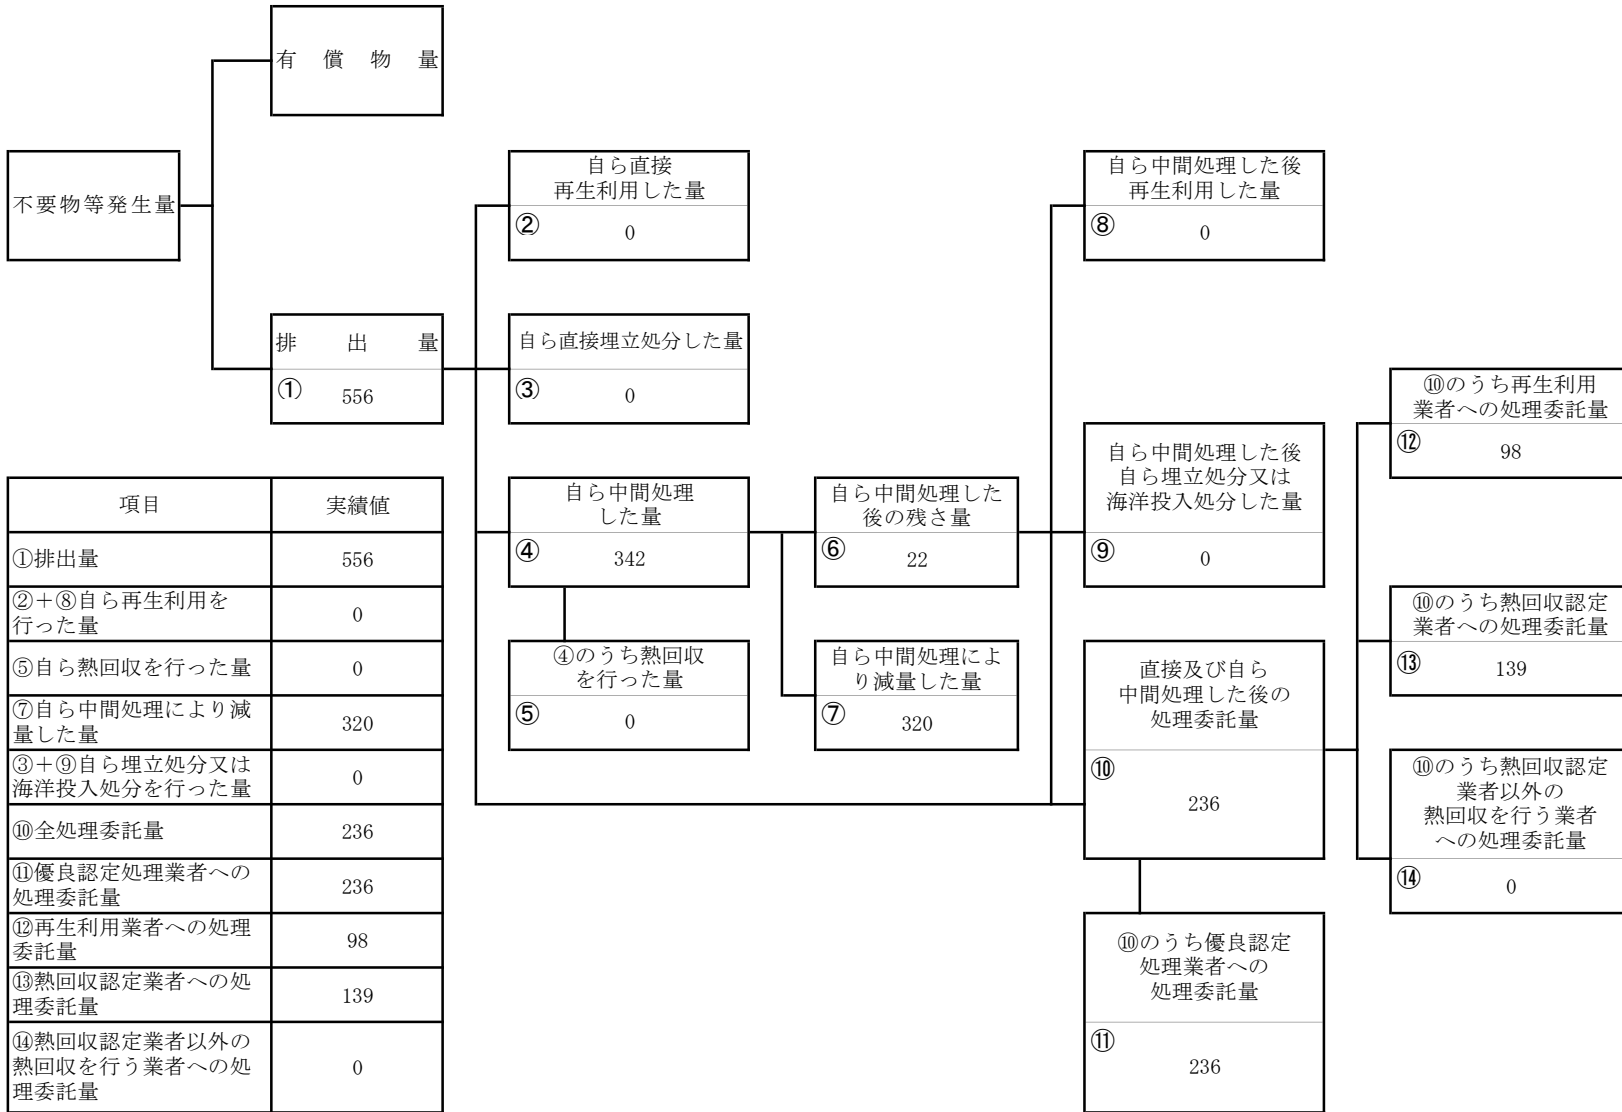 有償物量
不要物等発生量
排出量
① 556
自ら直接
再生利用した量
② 0
自ら直接埋立処分した量
③ 0
自ら中間処理
した量
④ 342
④のうち熱回収
を行った量
⑤ 0
自ら中間処理した
後の残さ量
⑥ 22
自ら中間処理によ
り減量した量
⑦ 320
自ら中間処理した後
再生利用した量
⑧ 0
自ら中間処理した後
自ら埋立処分又は
海洋投入処分した量
⑨ 0
直接及び自ら
中間処理した後の
処理委託量
⑩ 236
⑩のうち優良認定
処理業者への
処理委託量
⑪ 236
⑩のうち再生利用
業者への処理委託量
⑫ 98
⑩のうち熱回収認定
業者への処理委託量
⑬ 139
⑩のうち熱回収認定
業者以外の
熱回収を行う業者
への処理委託量
⑭ 0
項目 実績値
①排出量 556
②+⑧自ら再生利用を
行った量 0
⑤自ら熱回収を行った量 0
⑦自ら中間処理により減
量した量 320
③+⑨自ら埋立処分又は
海洋投入処分を行った量 0
⑩全処理委託量 236
⑪優良認定処理業者への
処理委託量 236
⑫再生利用業者への処理
委託量 98
⑬熱回収認定業者への処
理委託量 139
⑭熱回収認定業者以外の
熱回収を行う業者への処
理委託量 0